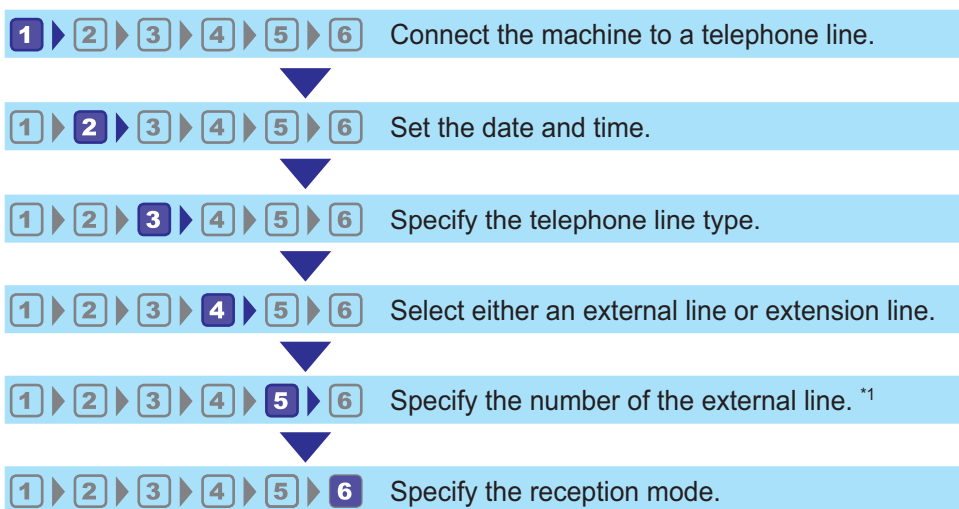 1 2 3 4 5 6 Connect the machine to a telephone line.
1 2 3 4 5 6 Set the date and time.
1 2 3 4 5 6 Specify the telephone line type.
1 2 3 4 5 6 Select either an external line or extension line.
1 2 3 4 5 6 Specify the number of the external line. *1
1 2 3 4 5 6 Specify the reception mode.